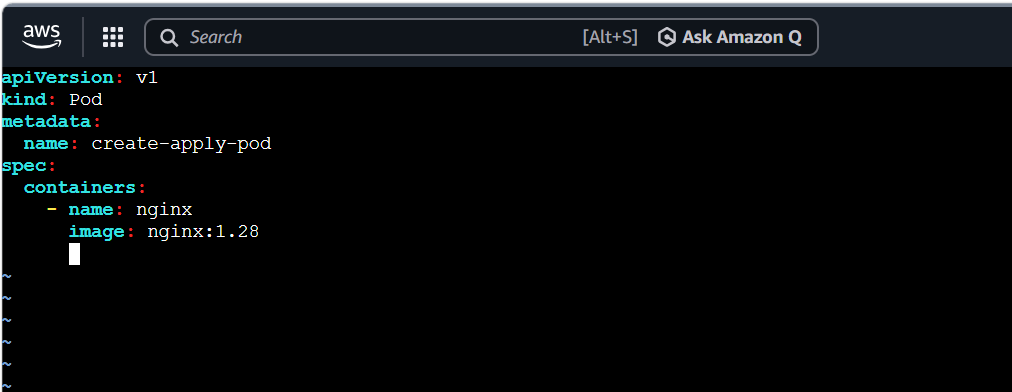 aws
Search [Alt+S] Ask Amazon Q
apiVersion: v1
kind: Pod
metadata:
  name: create-apply-pod
spec:
  containers:
    - name: nginx
      image: nginx:1.28
~
~
~
~
~
~